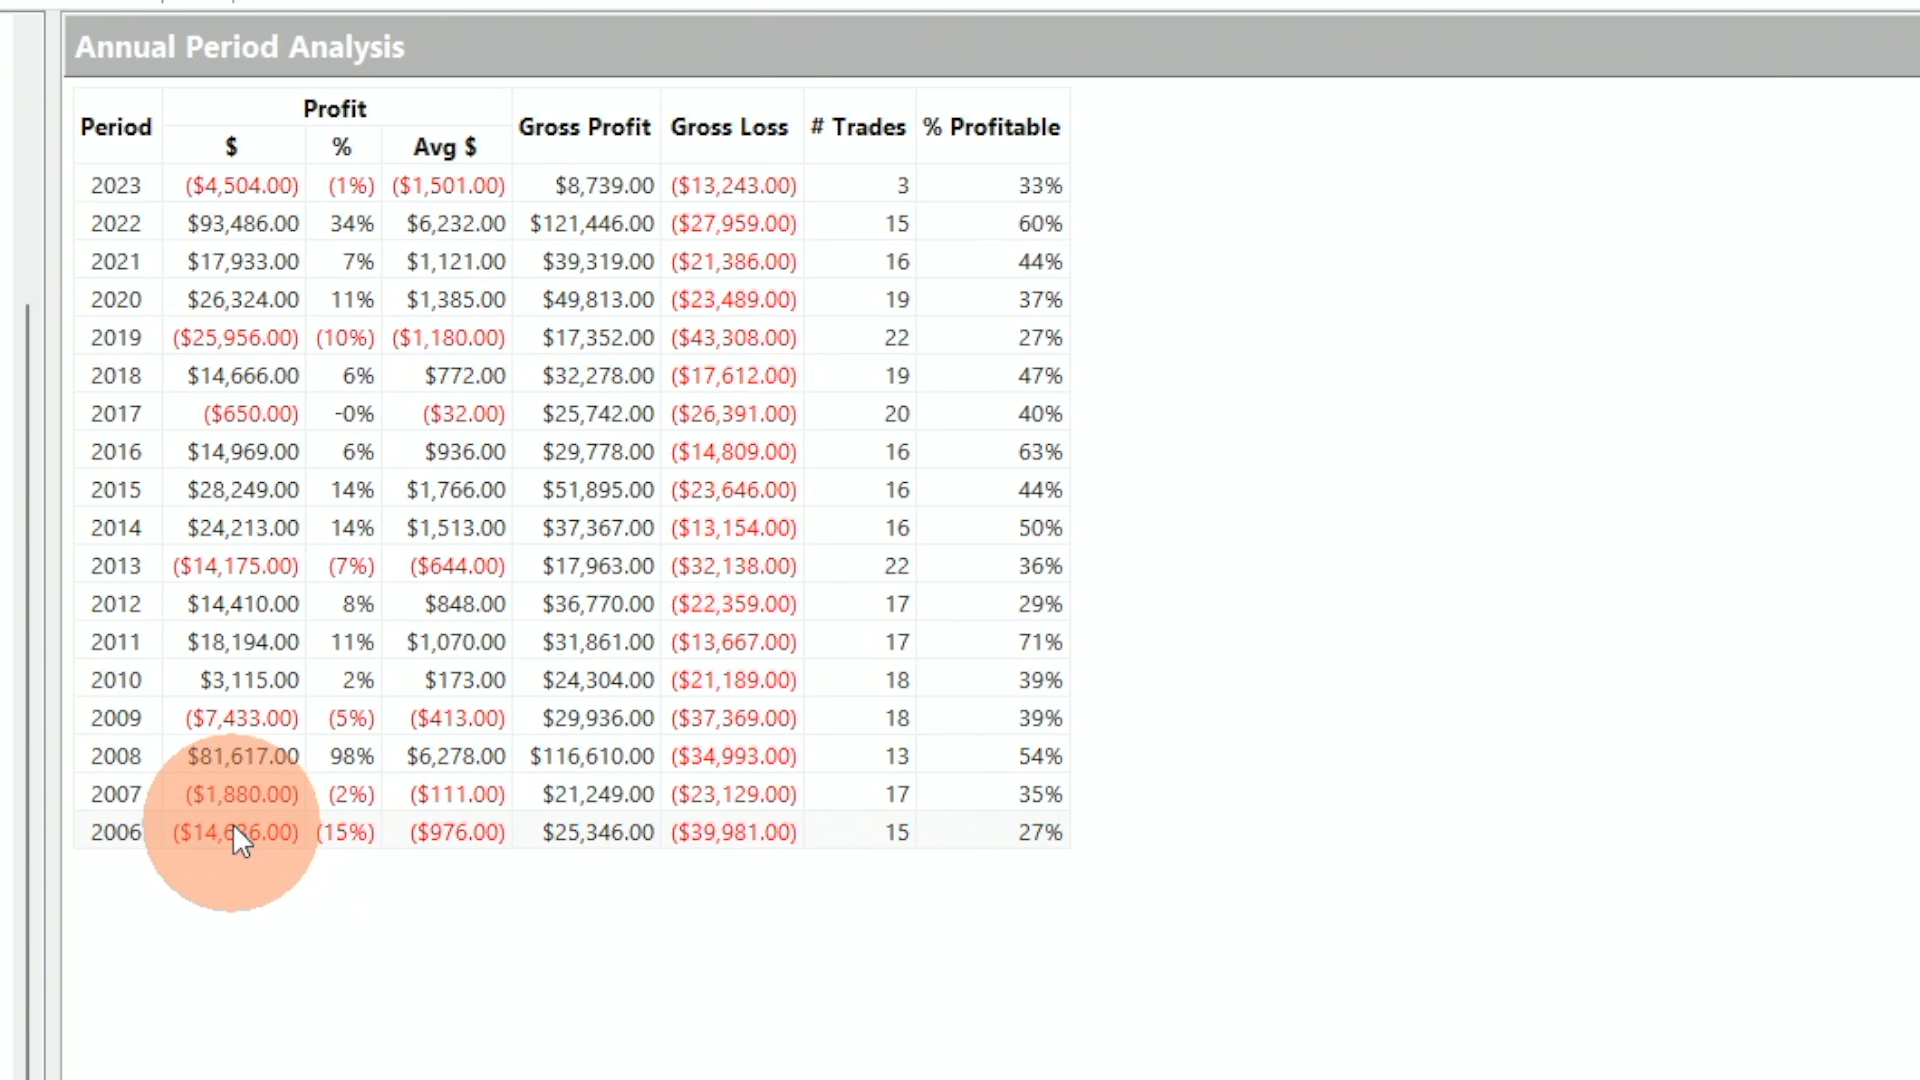 Annual Period Analysis
Period Profit Gross Profit Gross Loss # Trades % Profitable
$ % Avg $
2023 ($4,504.00) (1%) ($1,501.00) $8,739.00 ($13,243.00) 3 33%
2022 $93,486.00 34% $6,232.00 $121,446.00 ($27,959.00) 15 60%
2021 $17,933.00 7% $1,121.00 $39,319.00 ($21,386.00) 16 44%
2020 $26,324.00 11% $1,385.00 $49,813.00 ($23,489.00) 19 37%
2019 ($25,956.00) (10%) ($1,180.00) $17,352.00 ($43,308.00) 22 27%
2018 $14,666.00 6% $772.00 $32,278.00 ($17,612.00) 19 47%
2017 ($650.00) -0% ($32.00) $25,742.00 ($26,391.00) 20 40%
2016 $14,969.00 6% $936.00 $29,778.00 ($14,809.00) 16 63%
2015 $28,249.00 14% $1,766.00 $51,895.00 ($23,646.00) 16 44%
2014 $24,213.00 14% $1,513.00 $37,367.00 ($13,154.00) 16 50%
2013 ($14,175.00) (7%) ($644.00) $17,963.00 ($32,138.00) 22 36%
2012 $14,410.00 8% $848.00 $36,770.00 ($22,359.00) 17 29%
2011 $18,194.00 11% $1,070.00 $31,861.00 ($13,667.00) 17 71%
2010 $3,115.00 2% $173.00 $24,304.00 ($21,189.00) 18 39%
2009 ($7,433.00) (5%) ($413.00) $29,936.00 ($37,369.00) 18 39%
2008 $81,617.00 98% $6,278.00 $116,610.00 ($34,993.00) 13 54%
2007 ($1,880.00) (2%) ($111.00) $21,249.00 ($23,129.00) 17 35%
2006 (15%) ($976.00) $25,346.00 ($39,981.00) 15 27%